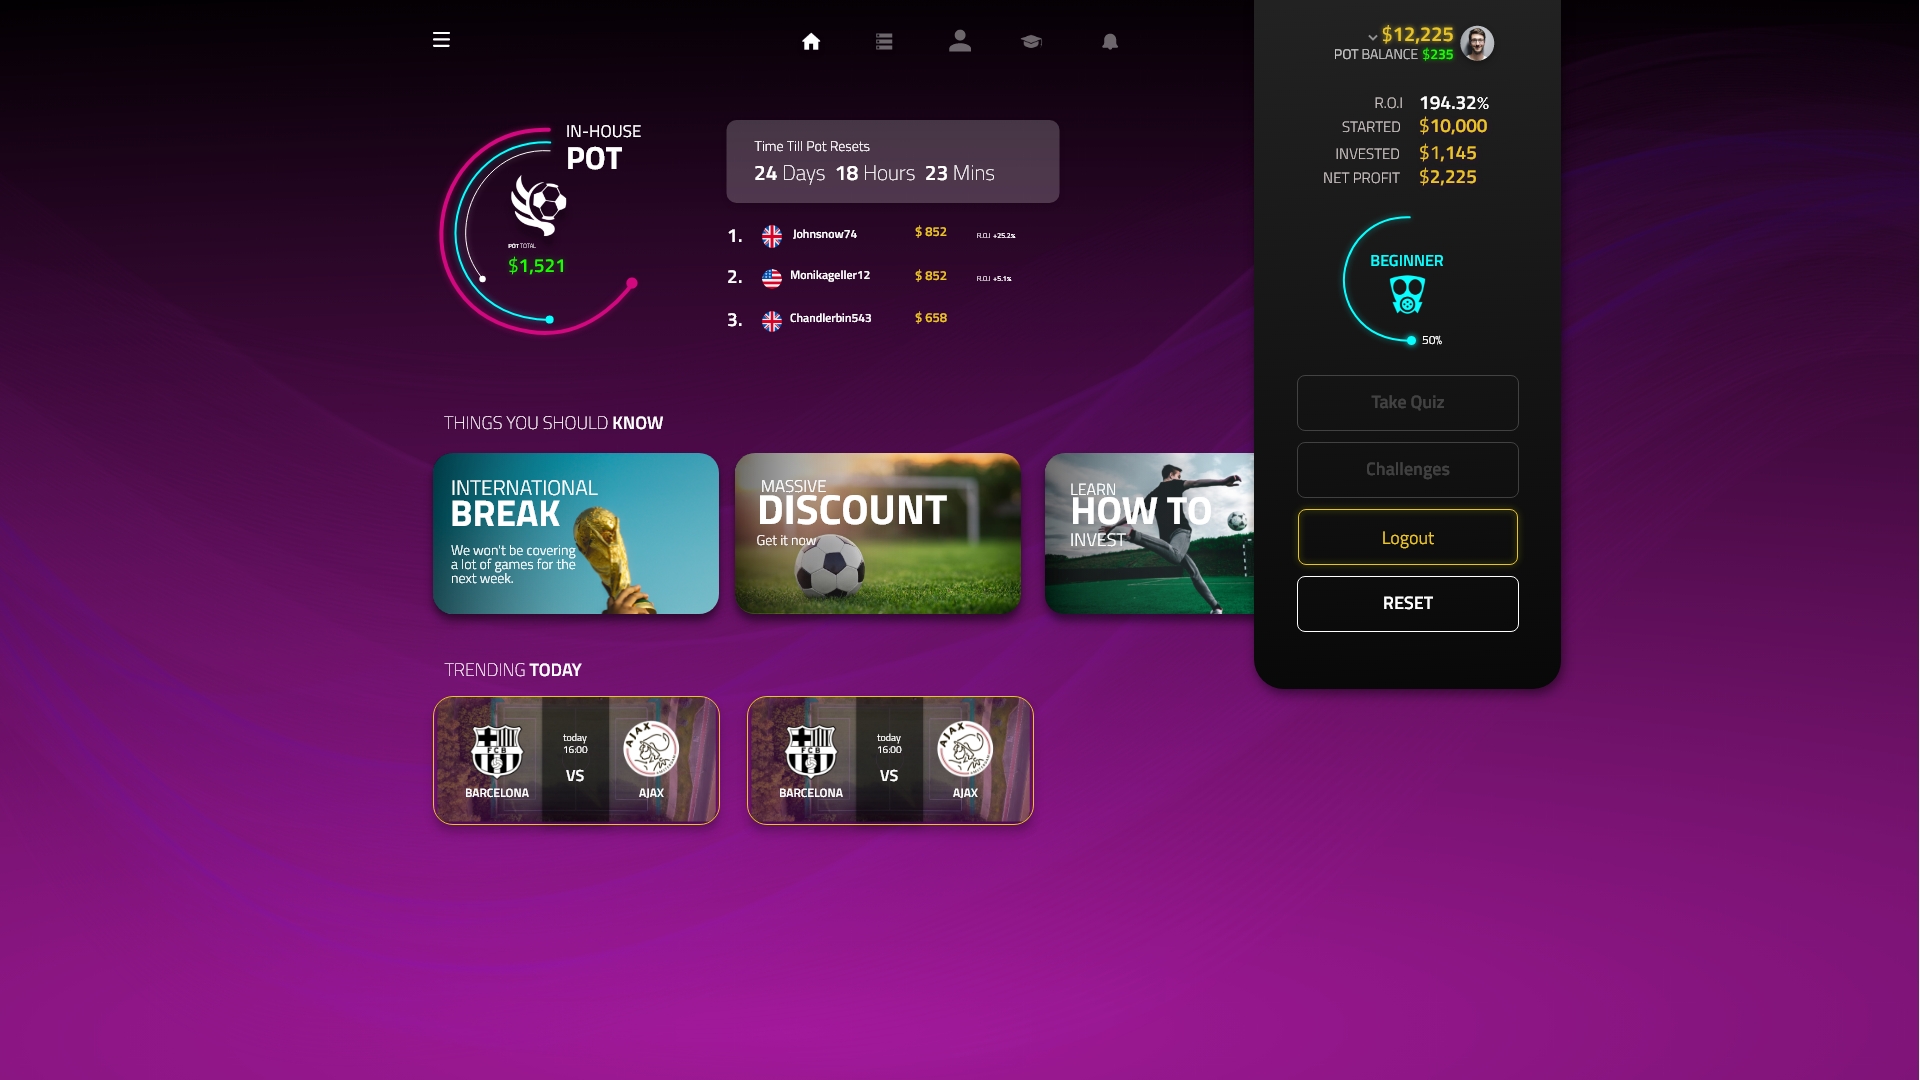 $12,225
POT BALANCE $235
R.O.I 194.32%
STARTED $10,000
INVESTED $1,145
NET PROFIT $2,225
BEGINNER
50%
Take Quiz
Challenges
Logout
RESET
IN-HOUSE
POT
POT TOTAL
$1,521
Time Till Pot Resets
24 Days 18 Hours 23 Mins
1. Johnsnow74 $ 852 R.O.I +25.2%
2. Monikageller12 $ 852 R.O.I +5.1%
3. Chandlerbin543 $ 658
THINGS YOU SHOULD KNOW
INTERNATIONAL
BREAK
We won't be covering
a lot of games for the
next week.
MASSIVE
DISCOUNT
Get it now
LEARN
HOW TO
INVEST
TRENDING TODAY
FCB
BARCELONA
today
16:00
VS
AJAX
AJAX
FCB
BARCELONA
today
16:00
VS
AJAX
AJAX